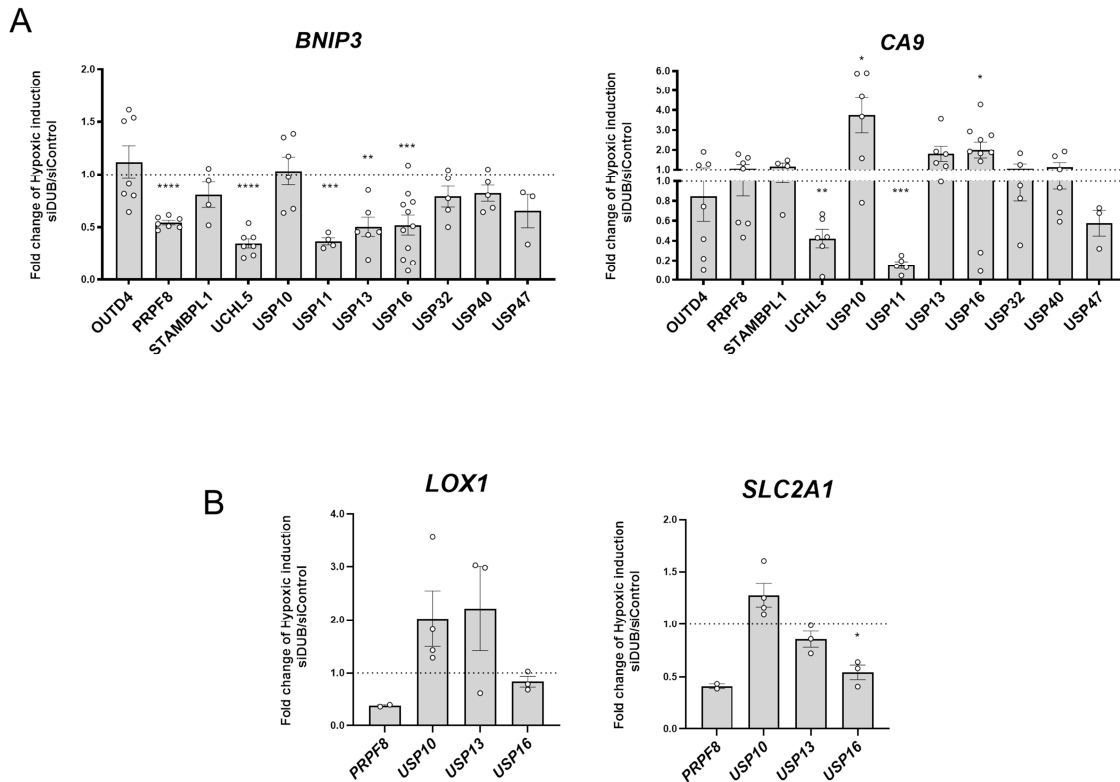 A
BNIP3
Fold change of Hypoxic induction
siDUB/siControl
2.0
1.5
1.0
0.5
0.0
**** **** *** ** ***
OUTD4 PRPF8 STAMBPL1 UCHL5 USP10 USP11 USP13 USP16 USP32 USP40 USP47
CA9
Fold change of Hypoxic induction
siDUB/siControl
6.0
5.0
4.0
3.0
2.0
1.0
1.0
0.8
0.6
0.4
0.2
0.0
** * *** *
OUTD4 PRPF8 STAMBPL1 UCHL5 USP10 USP11 USP13 USP16 USP32 USP40 USP47
B
LOX1
Fold change of Hypoxic induction
siDUB/siControl
4.0
3.0
2.0
1.0
0.0
PRPF8 USP10 USP13 USP16
SLC2A1
Fold change of Hypoxic induction
siDUB/siControl
2.0
1.5
1.0
0.5
0.0
*
PRPF8 USP10 USP13 USP16